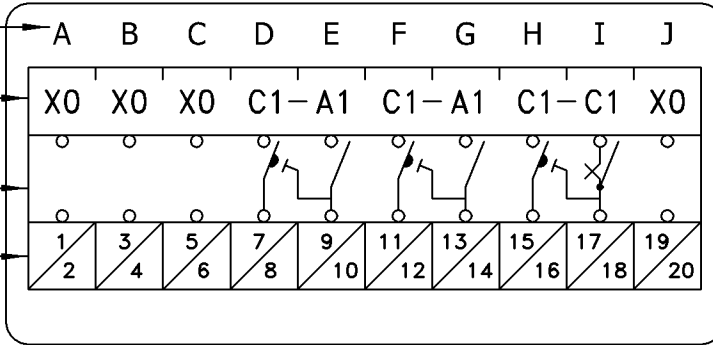 A B C D E F G H I J
X0 X0 X0 C1-A1 C1-A1 C1-C1 X0
1 3 5 7 9 11 13 15 17 19
2 4 6 8 10 12 14 16 18 20